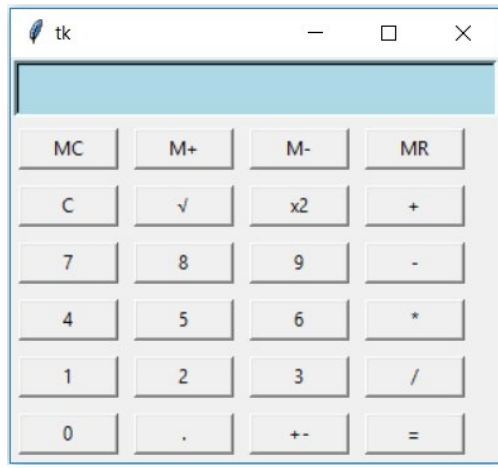 tk
MC M+ M- MR
C √ x2 +
7 8 9 -
4 5 6 *
1 2 3 /
0 . +- =